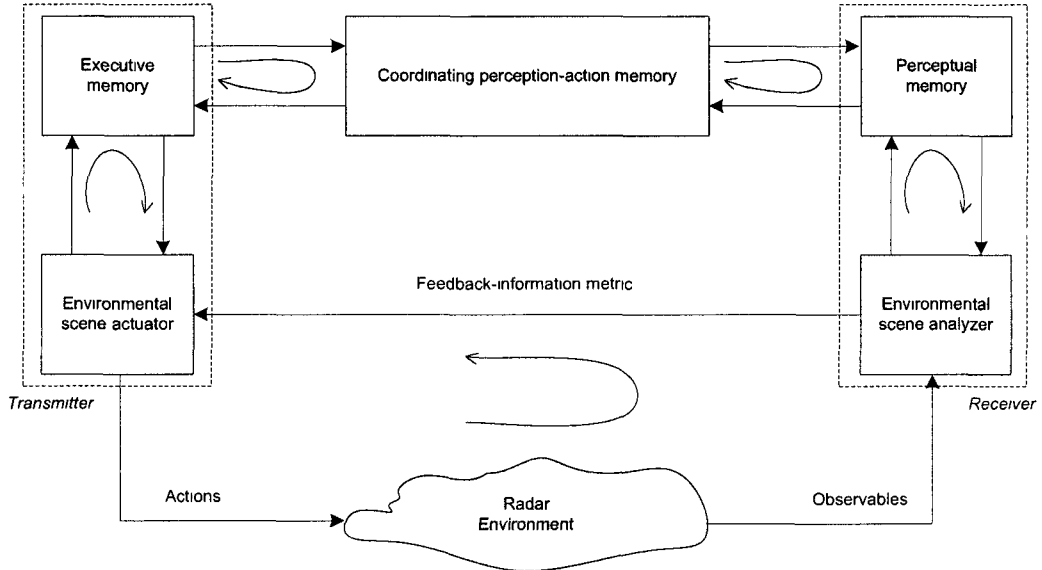 Executive
memory
Coordinating perception-action memory
Perceptual
memory
Feedback-information metric
Environmental
scene actuator
Environmental
scene analyzer
Transmitter
Receiver
Actions
Radar
Environment
Observables